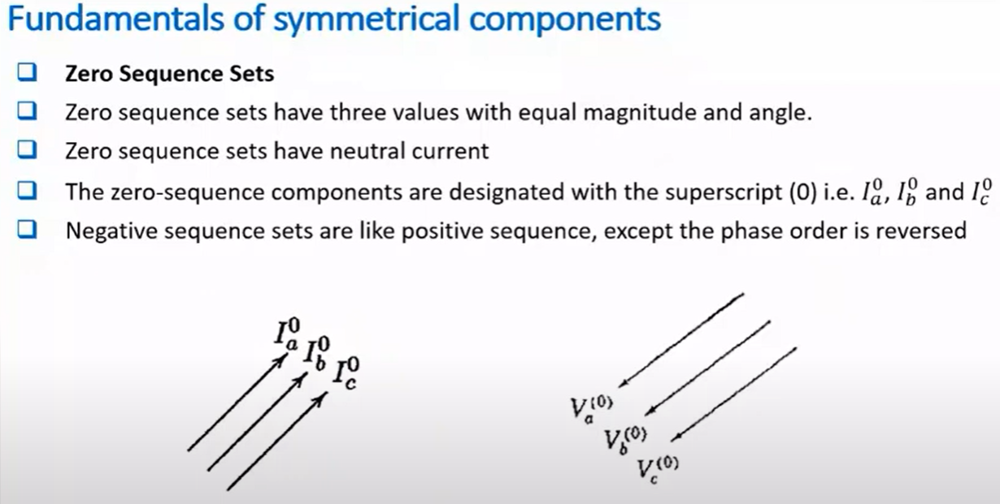 Fundamentals of symmetrical components
Zero Sequence Sets
Zero sequence sets have three values with equal magnitude and angle.
Zero sequence sets have neutral current
The zero-sequence components are designated with the superscript (0) i.e. I_a^0, I_b^0 and I_c^0
Negative sequence sets are like positive sequence, except the phase order is reversed
I_a^0
I_b^0
I_c^0
V_a^(0)
V_b^(0)
V_c^(0)